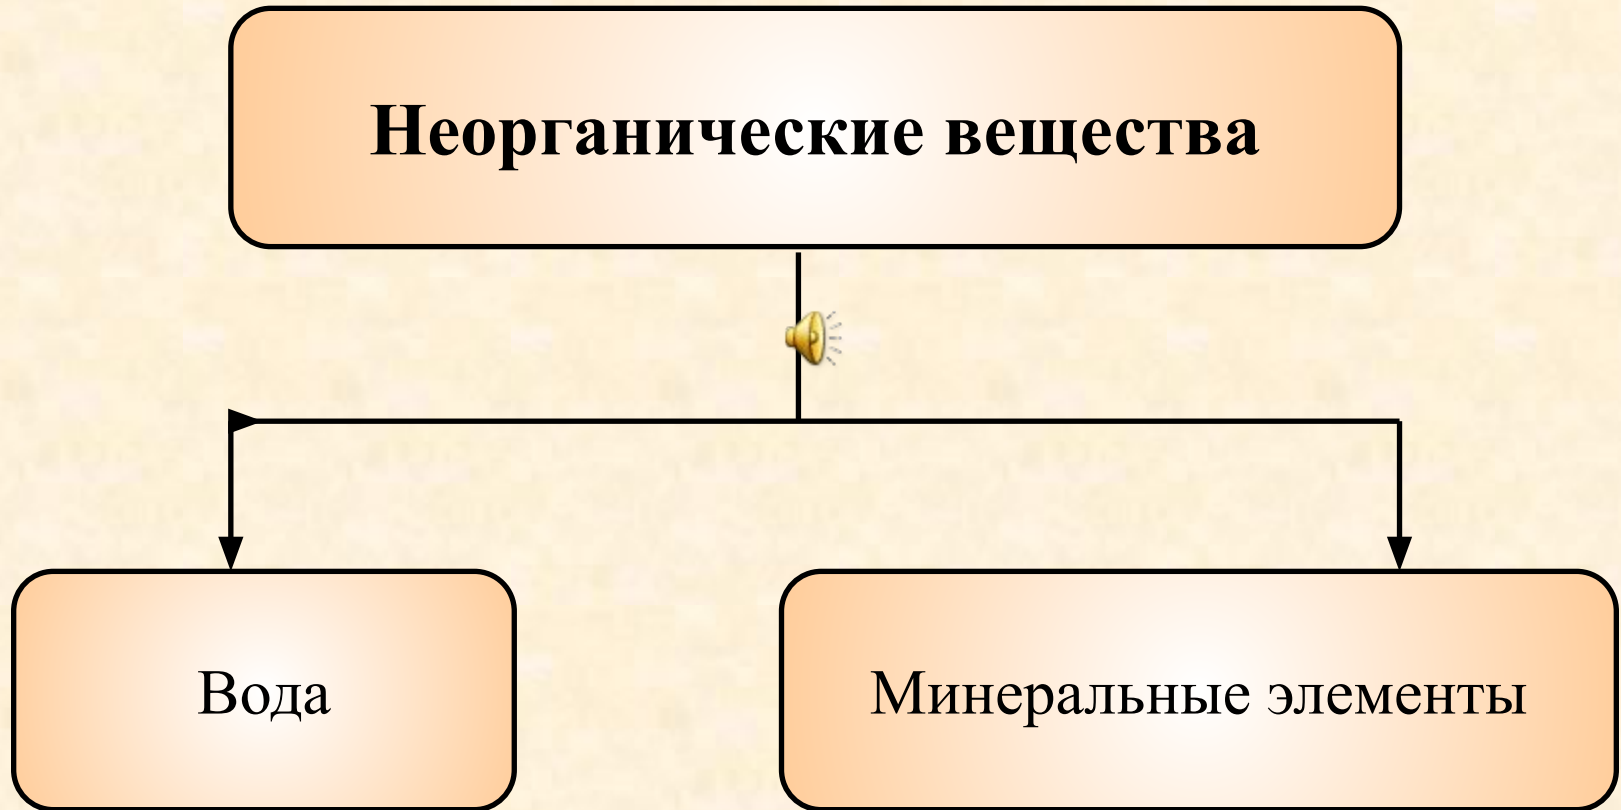 Неорганические вещества
Вода
Минеральные элементы